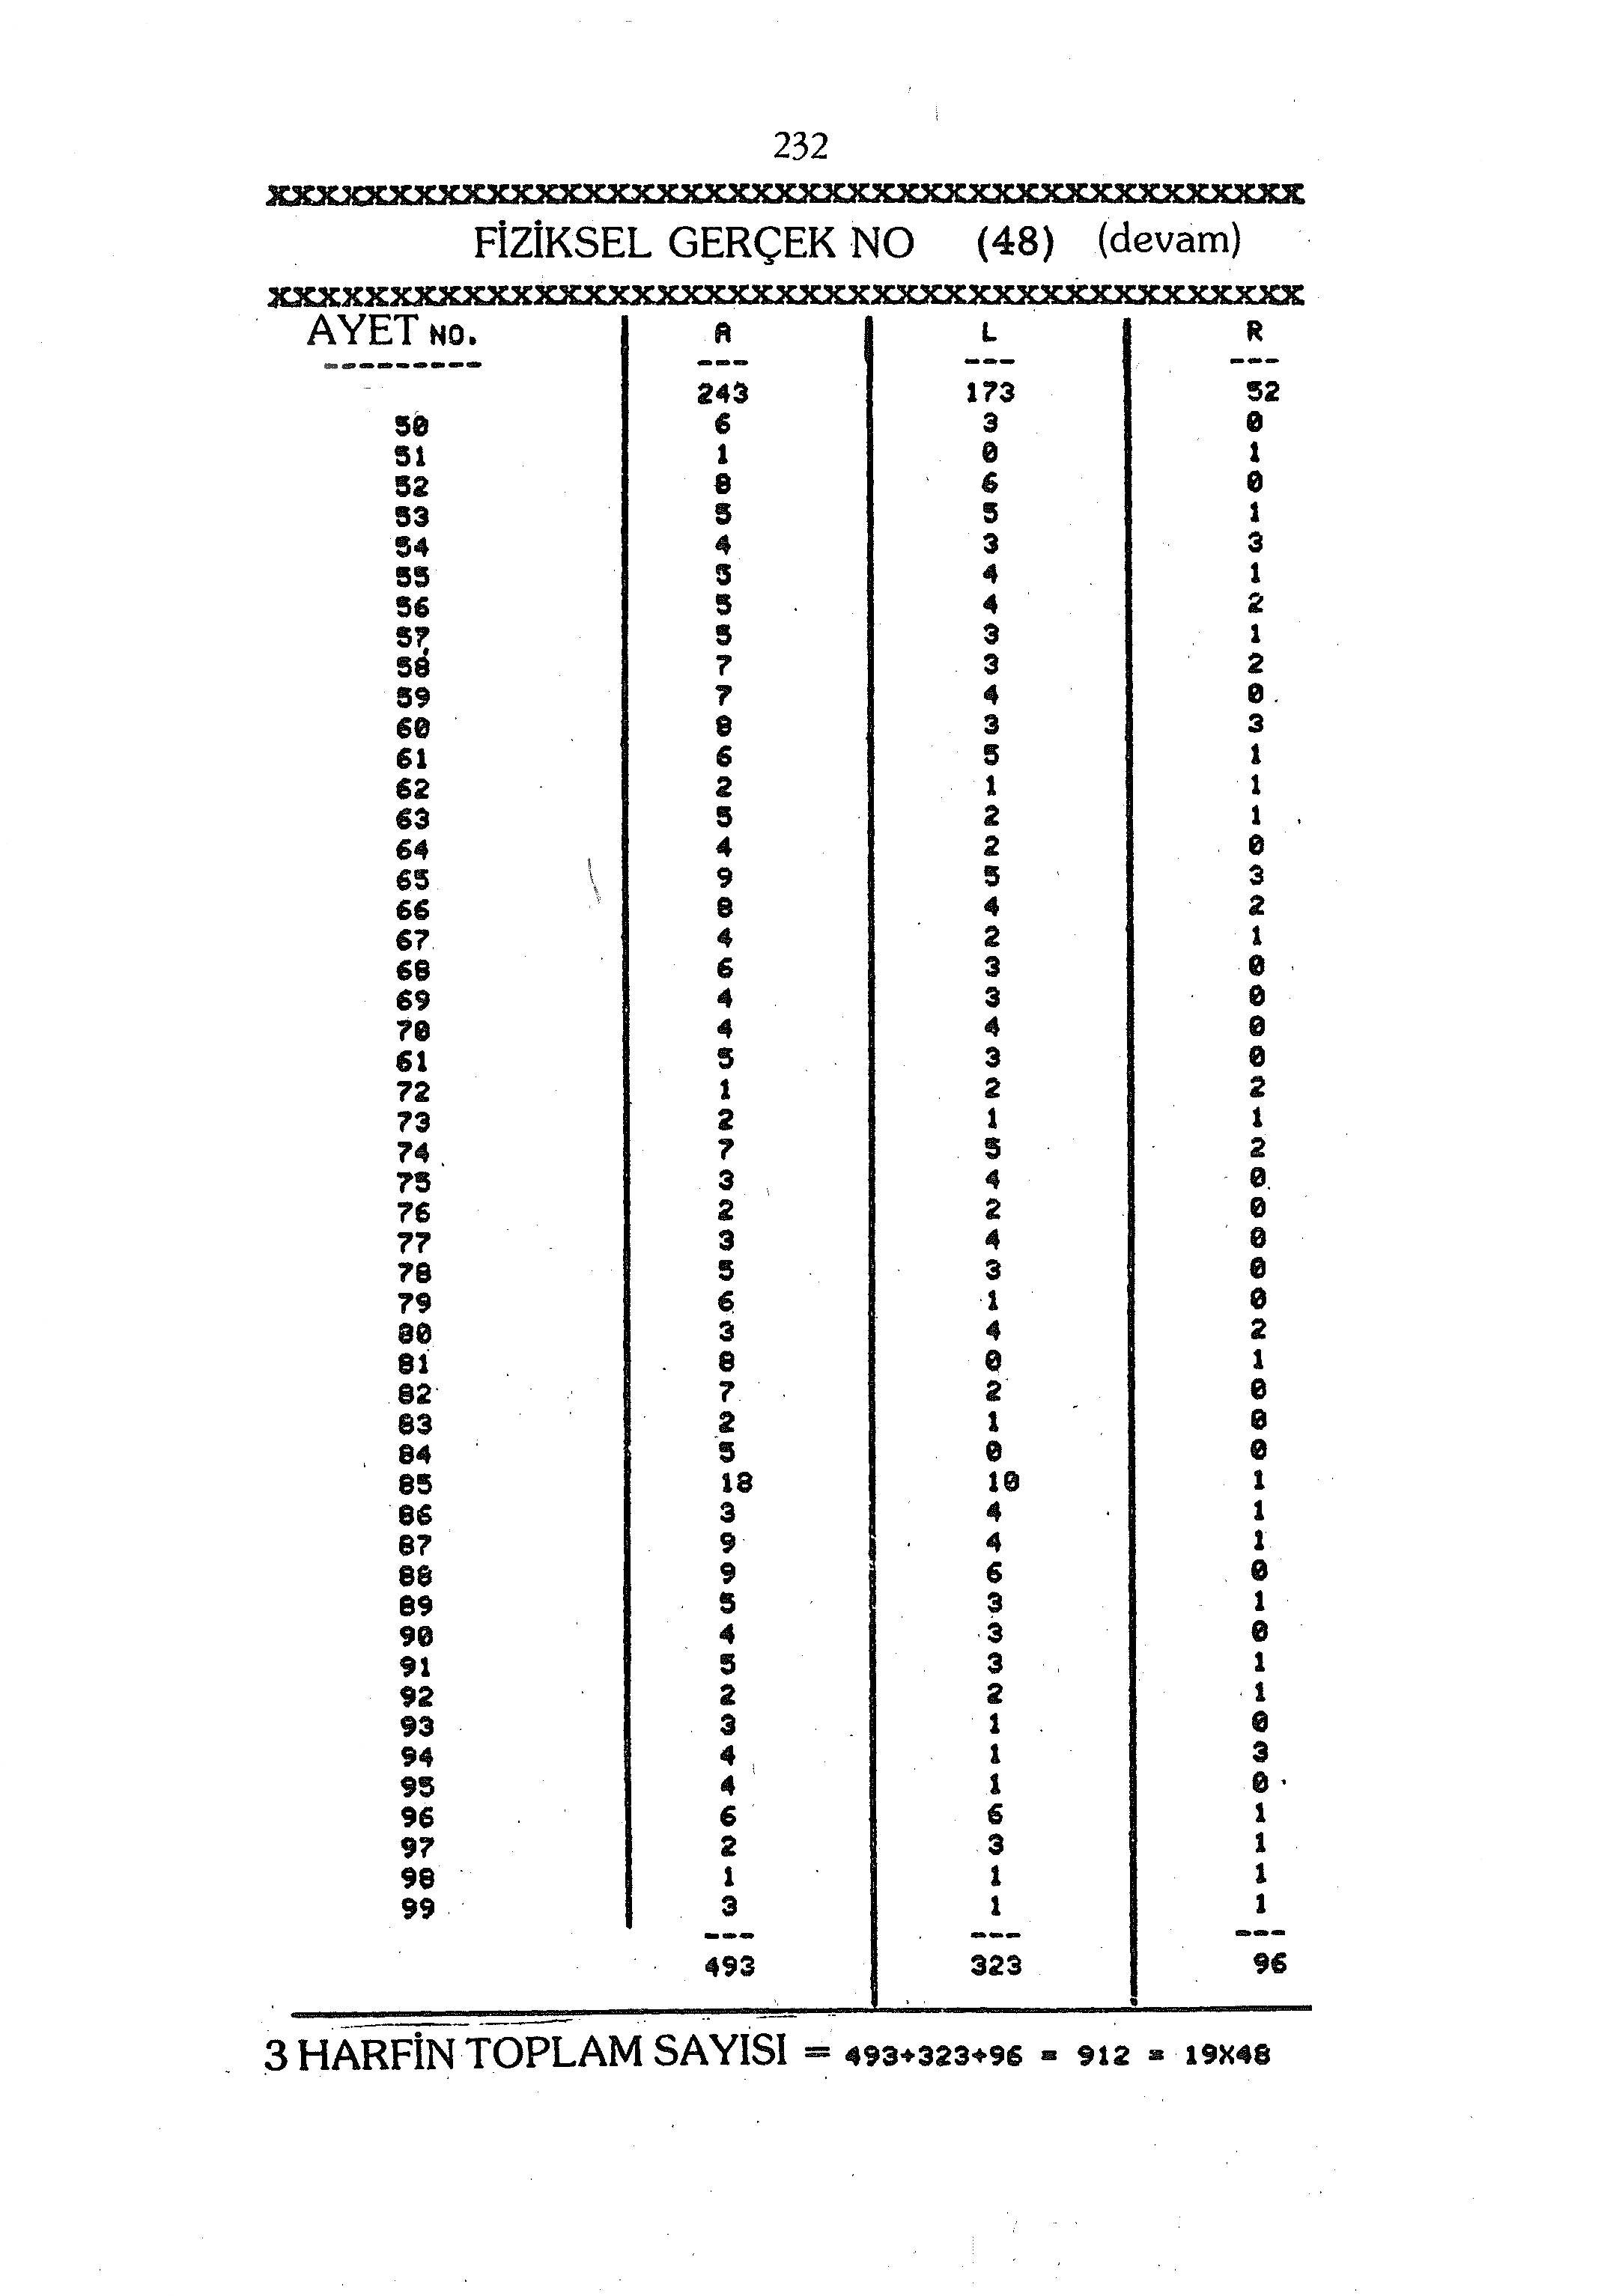 232
XXXXXXXXXXXXXXXXXXXXXXXXXXXXXXXXXXXXXXXXXXX
FİZİKSEL GERÇEK NO (48) (devam)
XXXXXXXXXXXXXXXXXXXXXXXXXXXXXXXXXXXXXXXXXXX
AYET NO. A L R
--------- --- --- ---
243 173 52
50 6 3 0
51 1 0 1
52 8 6 0
53 5 5 1
54 4 3 3
55 5 4 1
56 5 4 2
57 5 3 1
58 7 3 2
59 7 4 0
60 8 3 3
61 6 5 1
62 2 1 1
63 5 2 1
64 4 2 0
65 9 5 3
66 8 4 2
67 4 2 1
68 6 3 0
69 4 3 0
70 4 4 0
61 5 3 0
72 1 2 2
73 2 1 1
74 7 5 2
75 3 4 0
76 2 2 0
77 3 4 0
78 5 3 0
79 6 1 0
80 3 4 2
81 8 0 1
82 7 2 0
83 2 1 0
84 5 0 0
85 18 10 1
86 3 4 1
87 9 4 1
88 9 6 0
89 5 3 1
90 4 3 0
91 5 3 1
92 2 2 1
93 3 1 0
94 4 1 3
95 4 1 0
96 6 6 1
97 2 3 1
98 1 1 1
99 3 1 1
--- --- ---
493 323 96
3 HARFİN TOPLAM SAYISI = 493+323+96 = 912 = 19X48